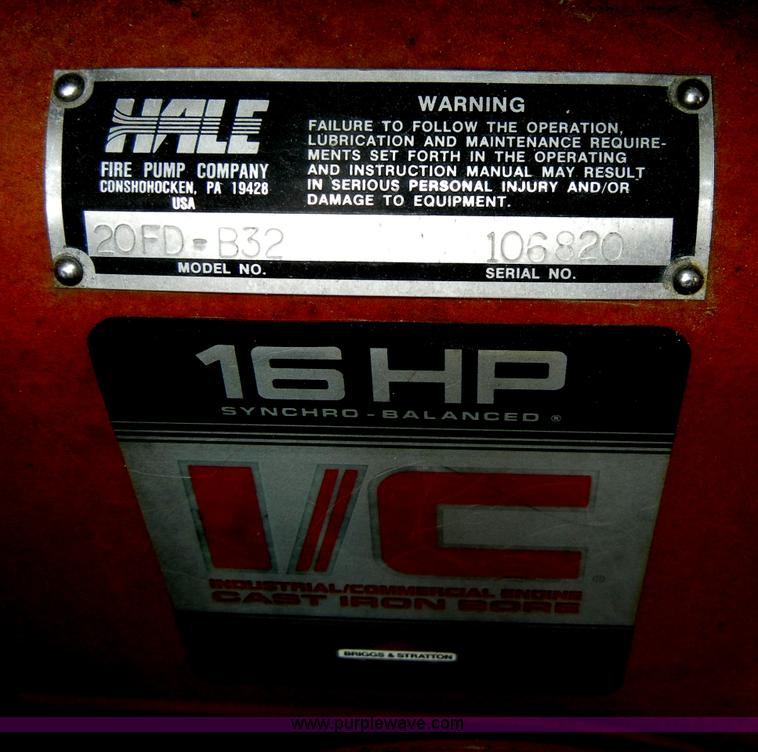 HALE
FIRE PUMP COMPANY
CONSHOHOCKEN, PA 19428
USA
WARNING
FAILURE TO FOLLOW THE OPERATION,
LUBRICATION AND MAINTENANCE REQUIRE-
MENTS SET FORTH IN THE OPERATING
AND INSTRUCTION MANUAL MAY RESULT
IN SERIOUS PERSONAL INJURY AND/OR
DAMAGE TO EQUIPMENT.
20FD-B32 106820
MODEL NO. SERIAL NO.
16 HP
SYNCHRO-BALANCED ®
I/C ®
INDUSTRIAL/COMMERCIAL ENGINE
CAST IRON BORE
BRIGGS & STRATTON
www.purplewave.com